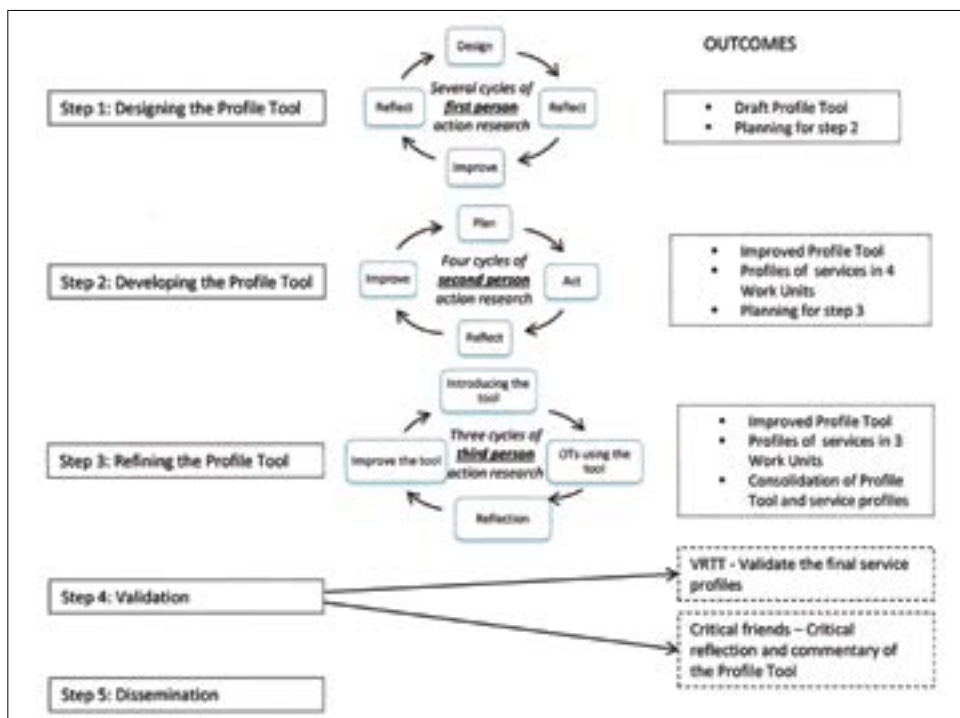 OUTCOMES
Step 1: Designing the Profile Tool
Design
Reflect
Several cycles of
first person
action research
Reflect
Improve
▪ Draft Profile Tool
▪ Planning for step 2
Step 2: Developing the Profile Tool
Plan
Improve
Four cycles of
second person
action research
Act
Reflect
▪ Improved Profile Tool
▪ Profiles of services in 4
Work Units
▪ Planning for step 3
Step 3: Refining the Profile Tool
Introducing the
tool
Improve the tool
Three cycles of
third person
action research
OTs using the
tool
Reflection
▪ Improved Profile Tool
▪ Profiles of services in 3
Work Units
▪ Consolidation of Profile
Tool and service profiles
Step 4: Validation
VRTT - Validate the final service
profiles
Critical friends – Critical
reflection and commentary of
the Profile Tool
Step 5: Dissemination